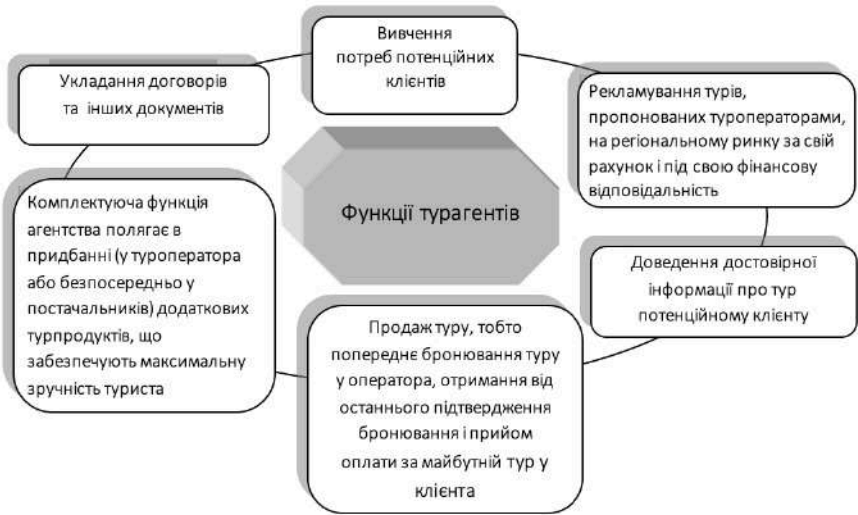 Вивчення
потреб потенційних
клієнтів
Укладання договорів
та інших документів
Рекламування турів,
пропонованих туроператорами,
на регіональному ринку за свій
рахунок і під свою фінансову
відповідальність
Функції турагентів
Комплектуюча функція
агентства полягає в
придбанні (у туроператора
або безпосередньо у
постачальників) додаткових
турпродуктів, що
забезпечують максимальну
зручність туриста
Доведення достовірної
інформації про тур
потенційному клієнту
Продаж туру, тобто
попереднє бронювання туру
у оператора, отримання від
останнього підтвердження
бронювання і прийом
оплати за майбутній тур у
клієнта